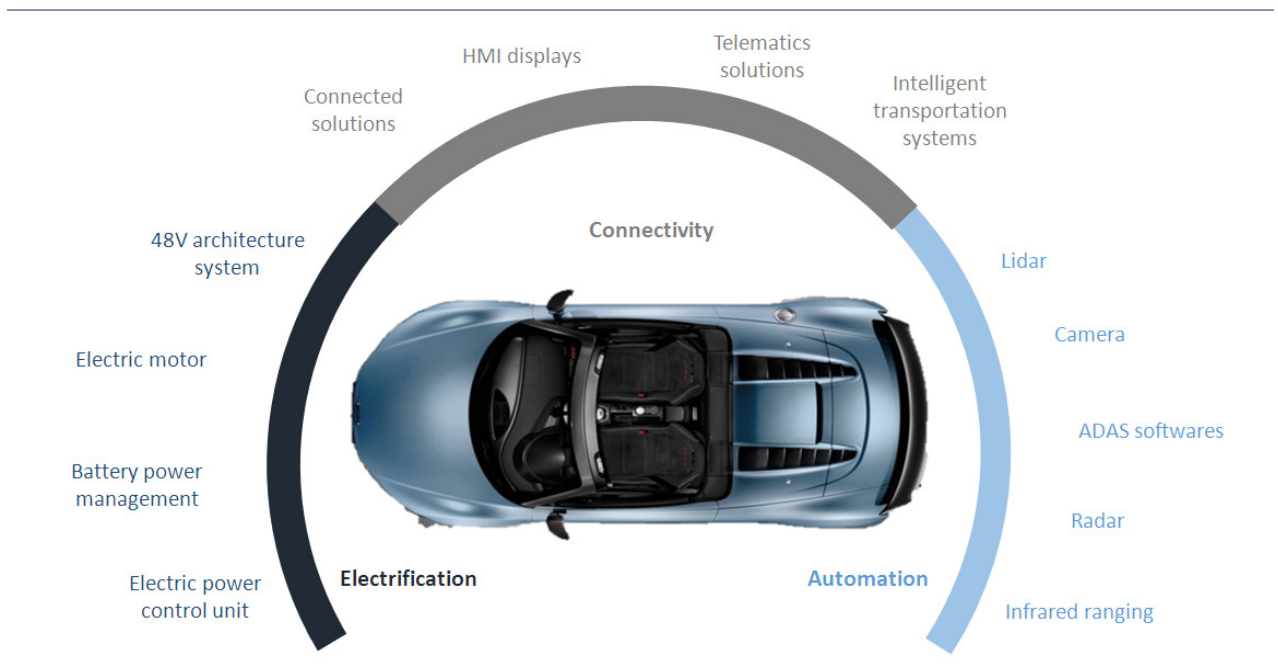 HMI displays
Telematics
solutions
Connected
solutions
Intelligent
transportation
systems
Connectivity
48V architecture
system
Lidar
Electric motor
Camera
ADAS softwares
Battery power
management
Radar
Electrification
Automation
Electric power
control unit
Infrared ranging